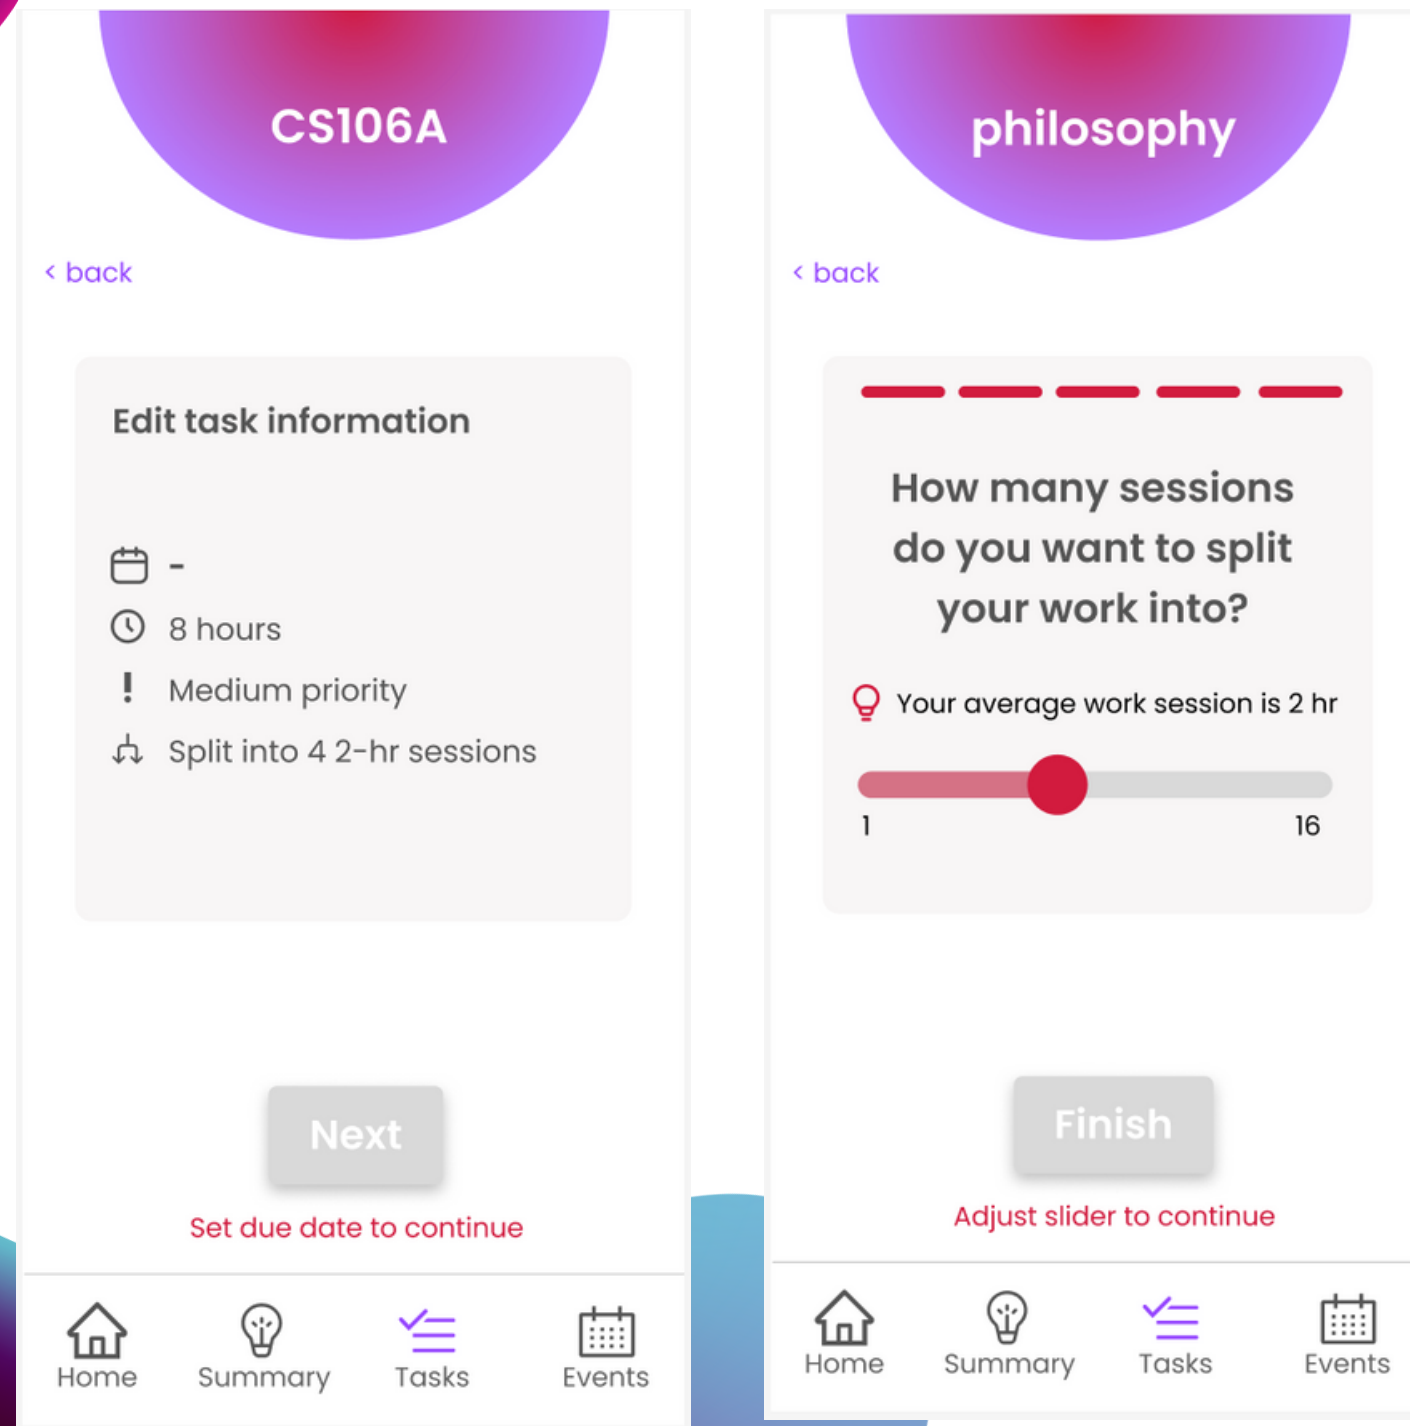 CS106A
< back
Edit task information
-
8 hours
Medium priority
Split into 4 2-hr sessions
Next
Set due date to continue
Home
Summary
Tasks
Events
philosophy
< back
How many sessions
do you want to split
your work into?
Your average work session is 2 hr
1
16
Finish
Adjust slider to continue
Home
Summary
Tasks
Events